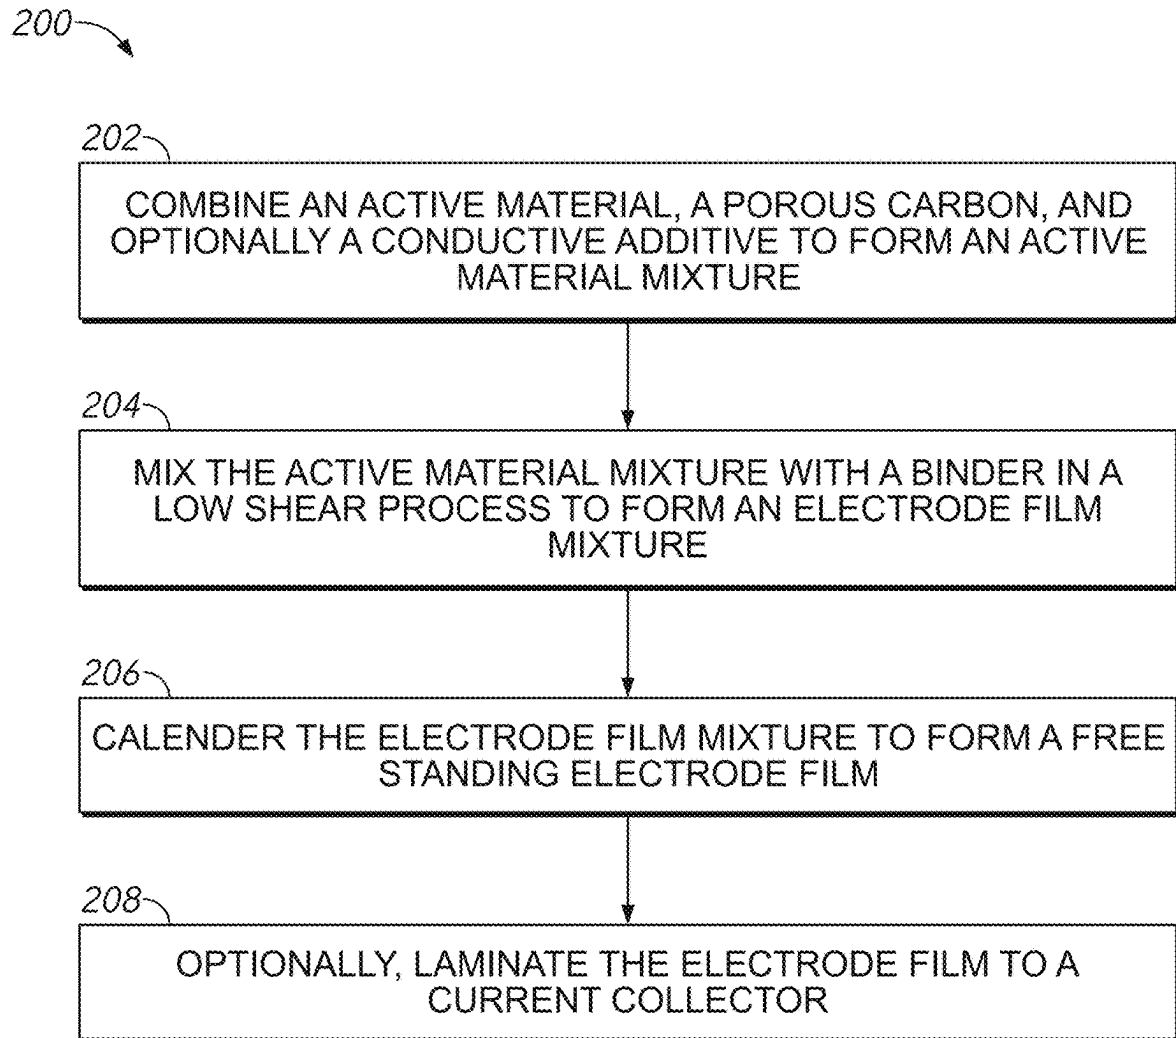 200
202
COMBINE AN ACTIVE MATERIAL, A POROUS CARBON, AND
OPTIONALLY A CONDUCTIVE ADDITIVE TO FORM AN ACTIVE
MATERIAL MIXTURE
204
MIX THE ACTIVE MATERIAL MIXTURE WITH A BINDER IN A
LOW SHEAR PROCESS TO FORM AN ELECTRODE FILM
MIXTURE
206
CALENDER THE ELECTRODE FILM MIXTURE TO FORM A FREE
STANDING ELECTRODE FILM
208
OPTIONALLY, LAMINATE THE ELECTRODE FILM TO A
CURRENT COLLECTOR